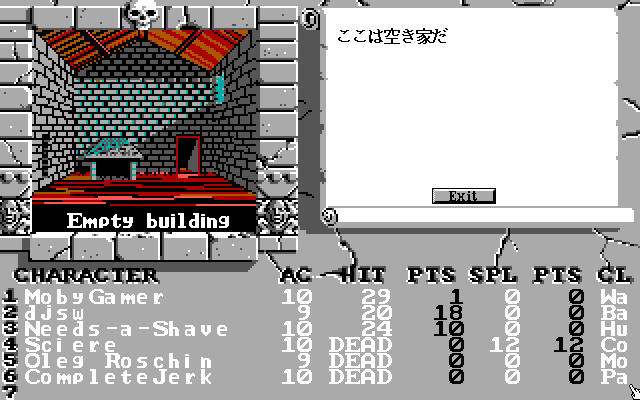 ここは空き家だ
Exit
Empty building
CHARACTER AC HIT PTS SPL PTS CL
1 MobyGamer 10 29 1 0 0 Wa
2 dJsw 9 20 18 0 0 Ba
3 Needs-a-Shave 10 24 10 0 0 Hu
4 Sciere 10 DEAD 0 12 12 Co
5 Oleg Roschin 9 DEAD 0 0 0 Mo
6 CompleteJerk 10 DEAD 0 0 0 Pa
7